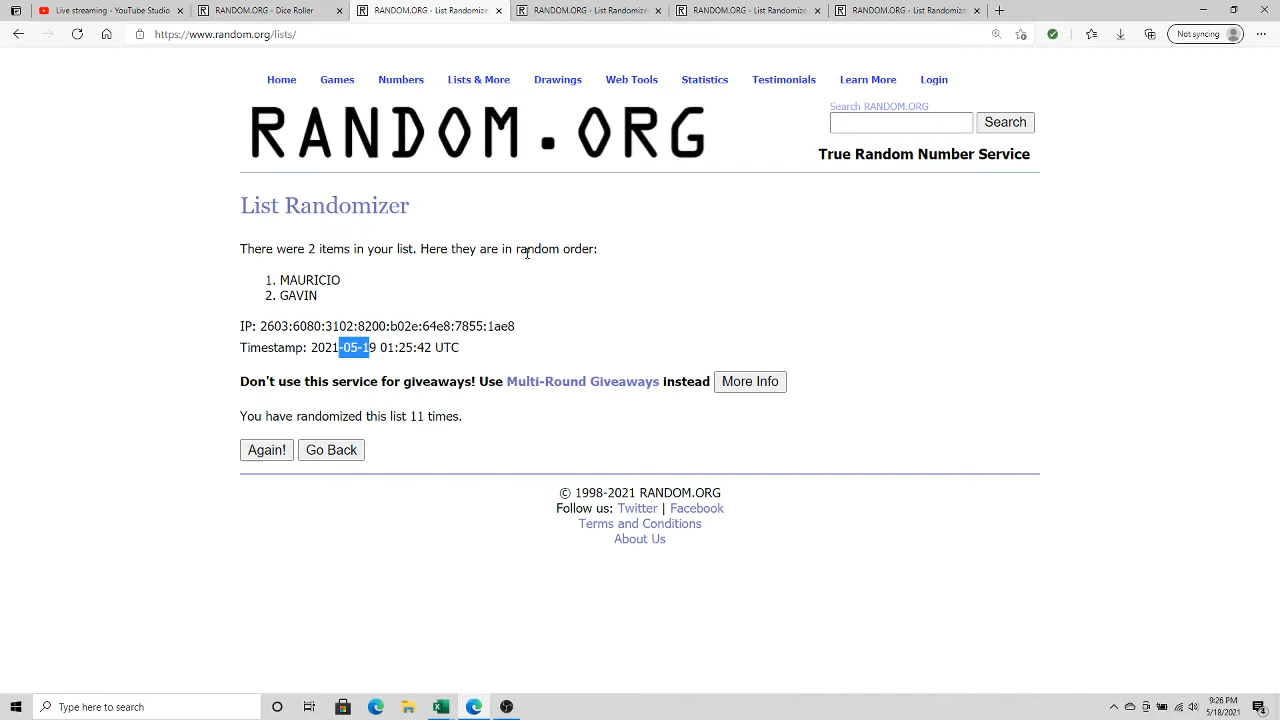 Live streaming - YouTube Studio
RANDOM.ORG - Dice Roller
RANDOM.ORG - List Randomizer
RANDOM.ORG - List Randomizer
RANDOM.ORG - List Randomizer
RANDOM.ORG - List Randomizer
https://www.random.org/lists/
Not syncing
Home Games Numbers Lists & More Drawings Web Tools Statistics Testimonials Learn More Login
RANDOM.ORG
Search RANDOM.ORG
Search
True Random Number Service
List Randomizer
There were 2 items in your list. Here they are in random order:
1. MAURICIO
2. GAVIN
IP: 2603:6080:3102:8200:b02e:64e8:7855:1ae8
Timestamp: 2021-05-19 01:25:42 UTC
Don't use this service for giveaways! Use Multi-Round Giveaways instead More Info
You have randomized this list 11 times.
Again! Go Back
© 1998-2021 RANDOM.ORG
Follow us: Twitter | Facebook
Terms and Conditions
About Us
Type here to search
9:26 PM
5/18/2021